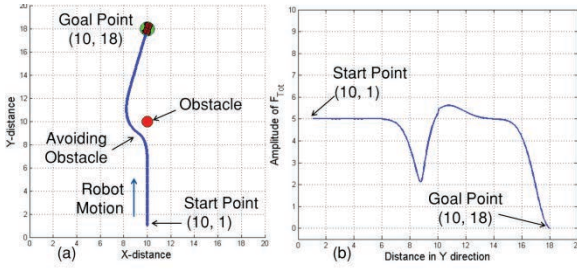 Goal Point
(10, 18)
Obstacle
Avoiding
Obstacle
Robot
Motion
Start Point
(10, 1)
Y-distance
20
18
16
14
12
10
8
6
4
2
0
0 2 4 6 8 10 12 14 16 18 20
(a)
X-distance
Start Point
(10, 1)
Goal Point
(10, 18)
Amplitude of F_Tot
10
9
8
7
6
5
4
3
2
1
0
0 2 4 6 8 10 12 14 16 18 20
(b)
Distance in Y direction